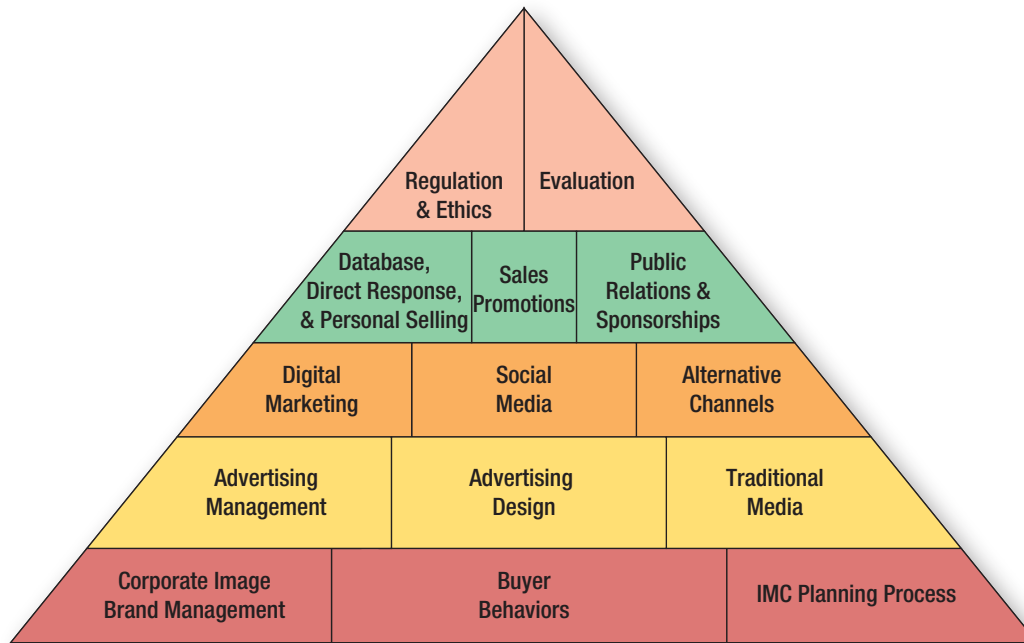 Regulation
& Ethics
Evaluation
Database,
Direct Response,
& Personal Selling
Sales
Promotions
Public
Relations &
Sponsorships
Digital
Marketing
Social
Media
Alternative
Channels
Advertising
Management
Advertising
Design
Traditional
Media
Corporate Image
Brand Management
Buyer
Behaviors
IMC Planning Process